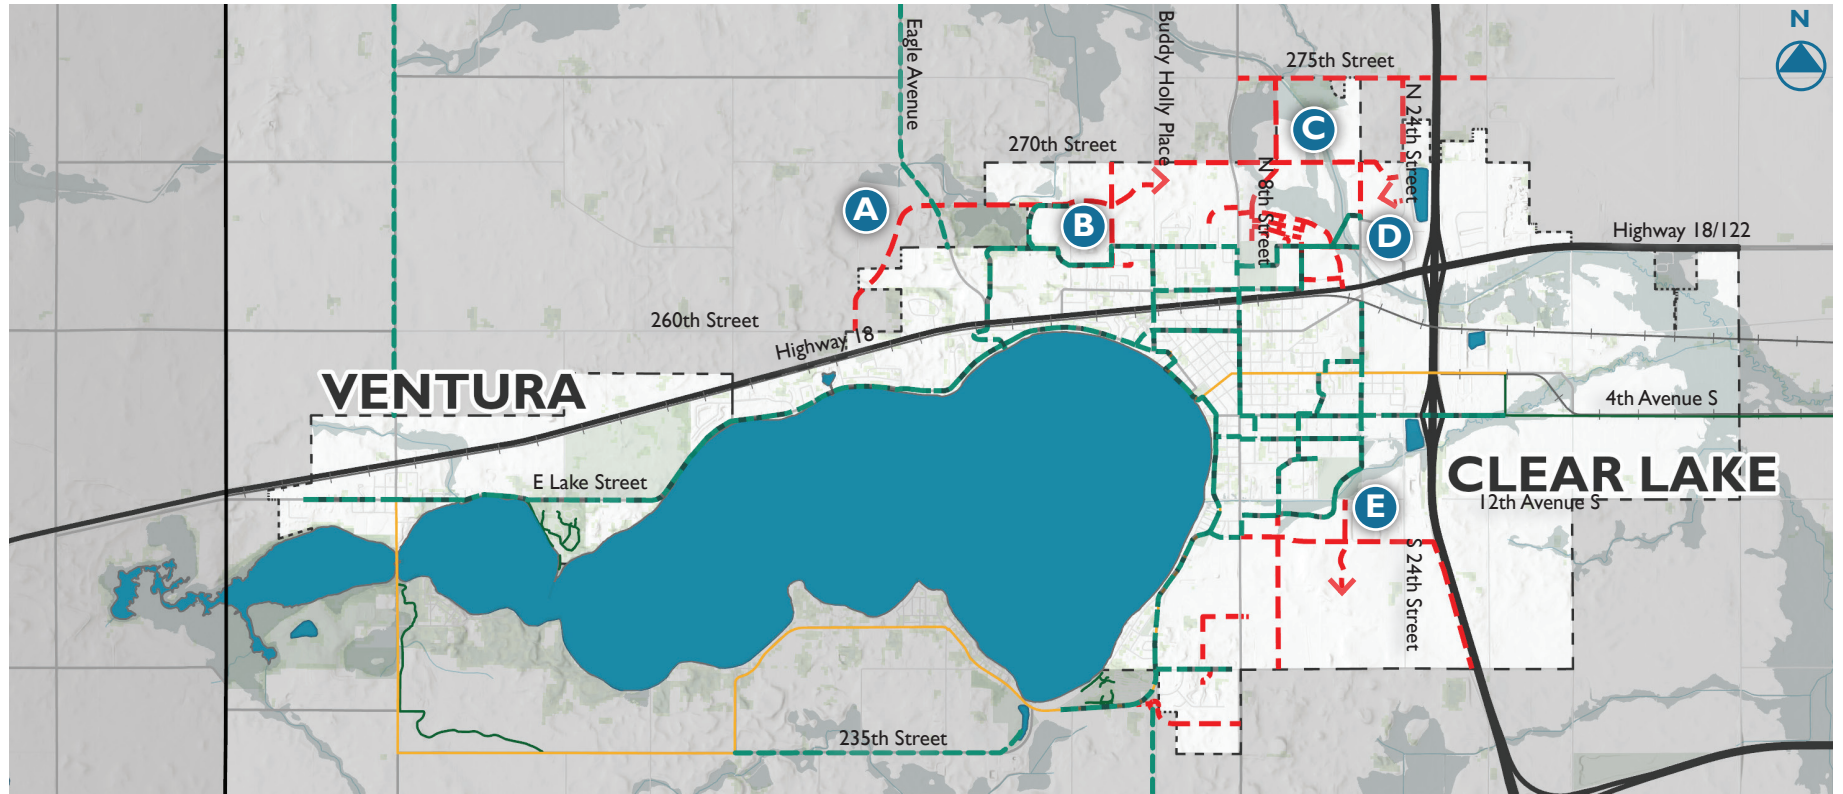 N
Eagle Avenue
Buddy Holly Place
275th Street
N 24th Street
C
270th Street
N 8th Street
A
B
D
Highway 18/122
260th Street
Highway 18
VENTURA
4th Avenue S
CLEAR LAKE
E Lake Street
12th Avenue S
E
S 24th Street
235th Street